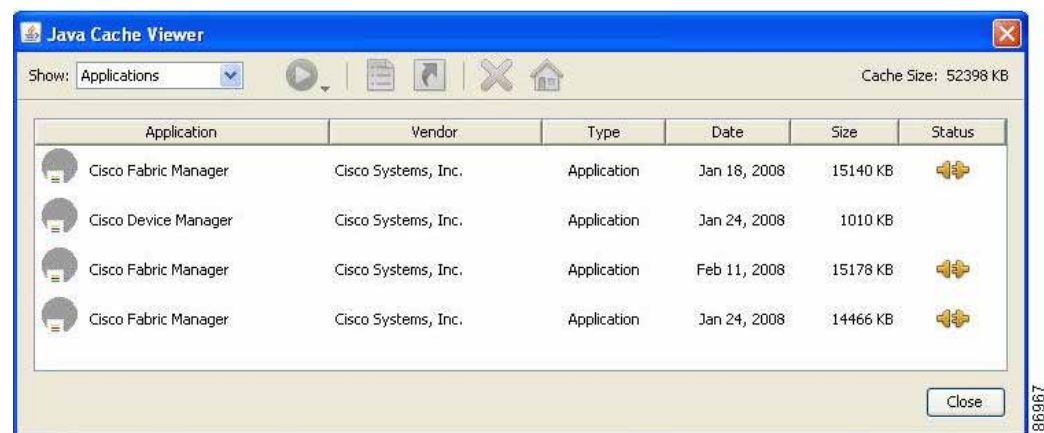 Java Cache Viewer
Show: Applications Cache Size: 52398 KB
Application Vendor Type Date Size Status
Cisco Fabric Manager Cisco Systems, Inc. Application Jan 18, 2008 15140 KB
Cisco Device Manager Cisco Systems, Inc. Application Jan 24, 2008 1010 KB
Cisco Fabric Manager Cisco Systems, Inc. Application Feb 11, 2008 15178 KB
Cisco Fabric Manager Cisco Systems, Inc. Application Jan 24, 2008 14466 KB
Close
86967